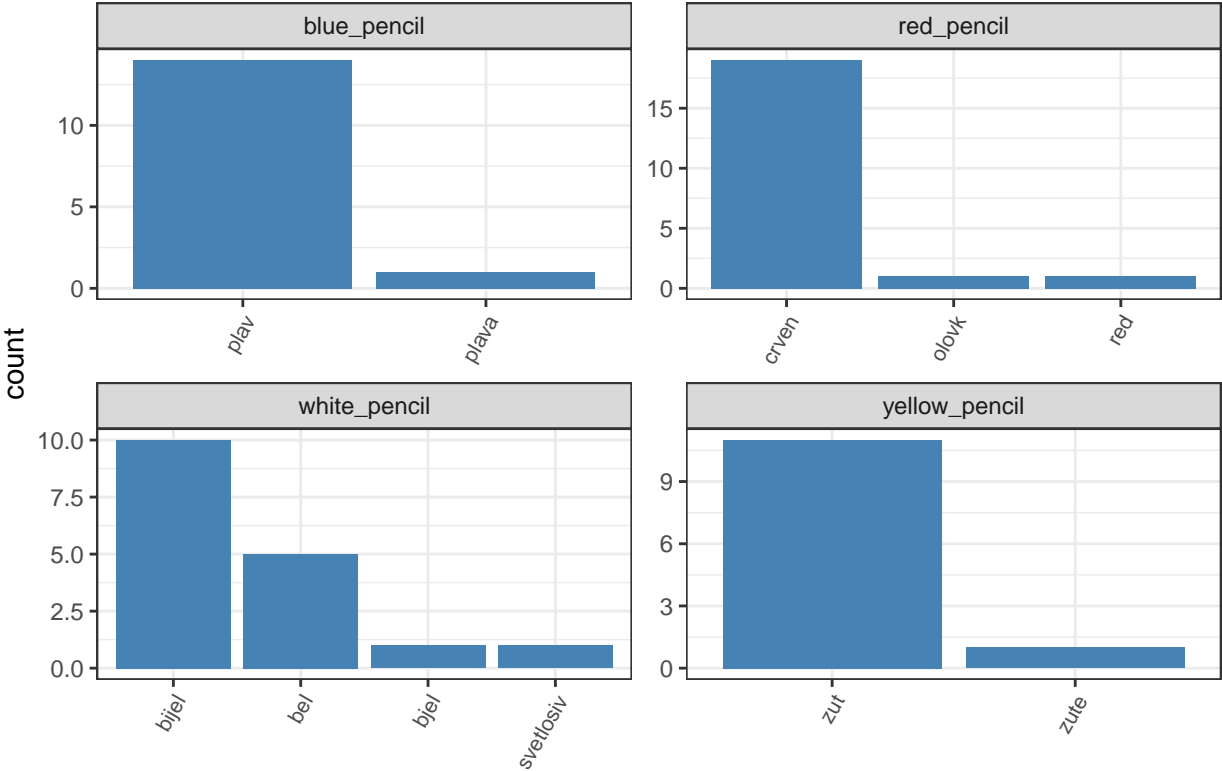 blue_pencil
10
5
0
plav
plava
red_pencil
15
10
5
0
crven
olovk
red
count
white_pencil
10.0
7.5
5.0
2.5
0.0
bijel
bel
bjel
svetlosiv
yellow_pencil
9
6
3
0
zut
zute